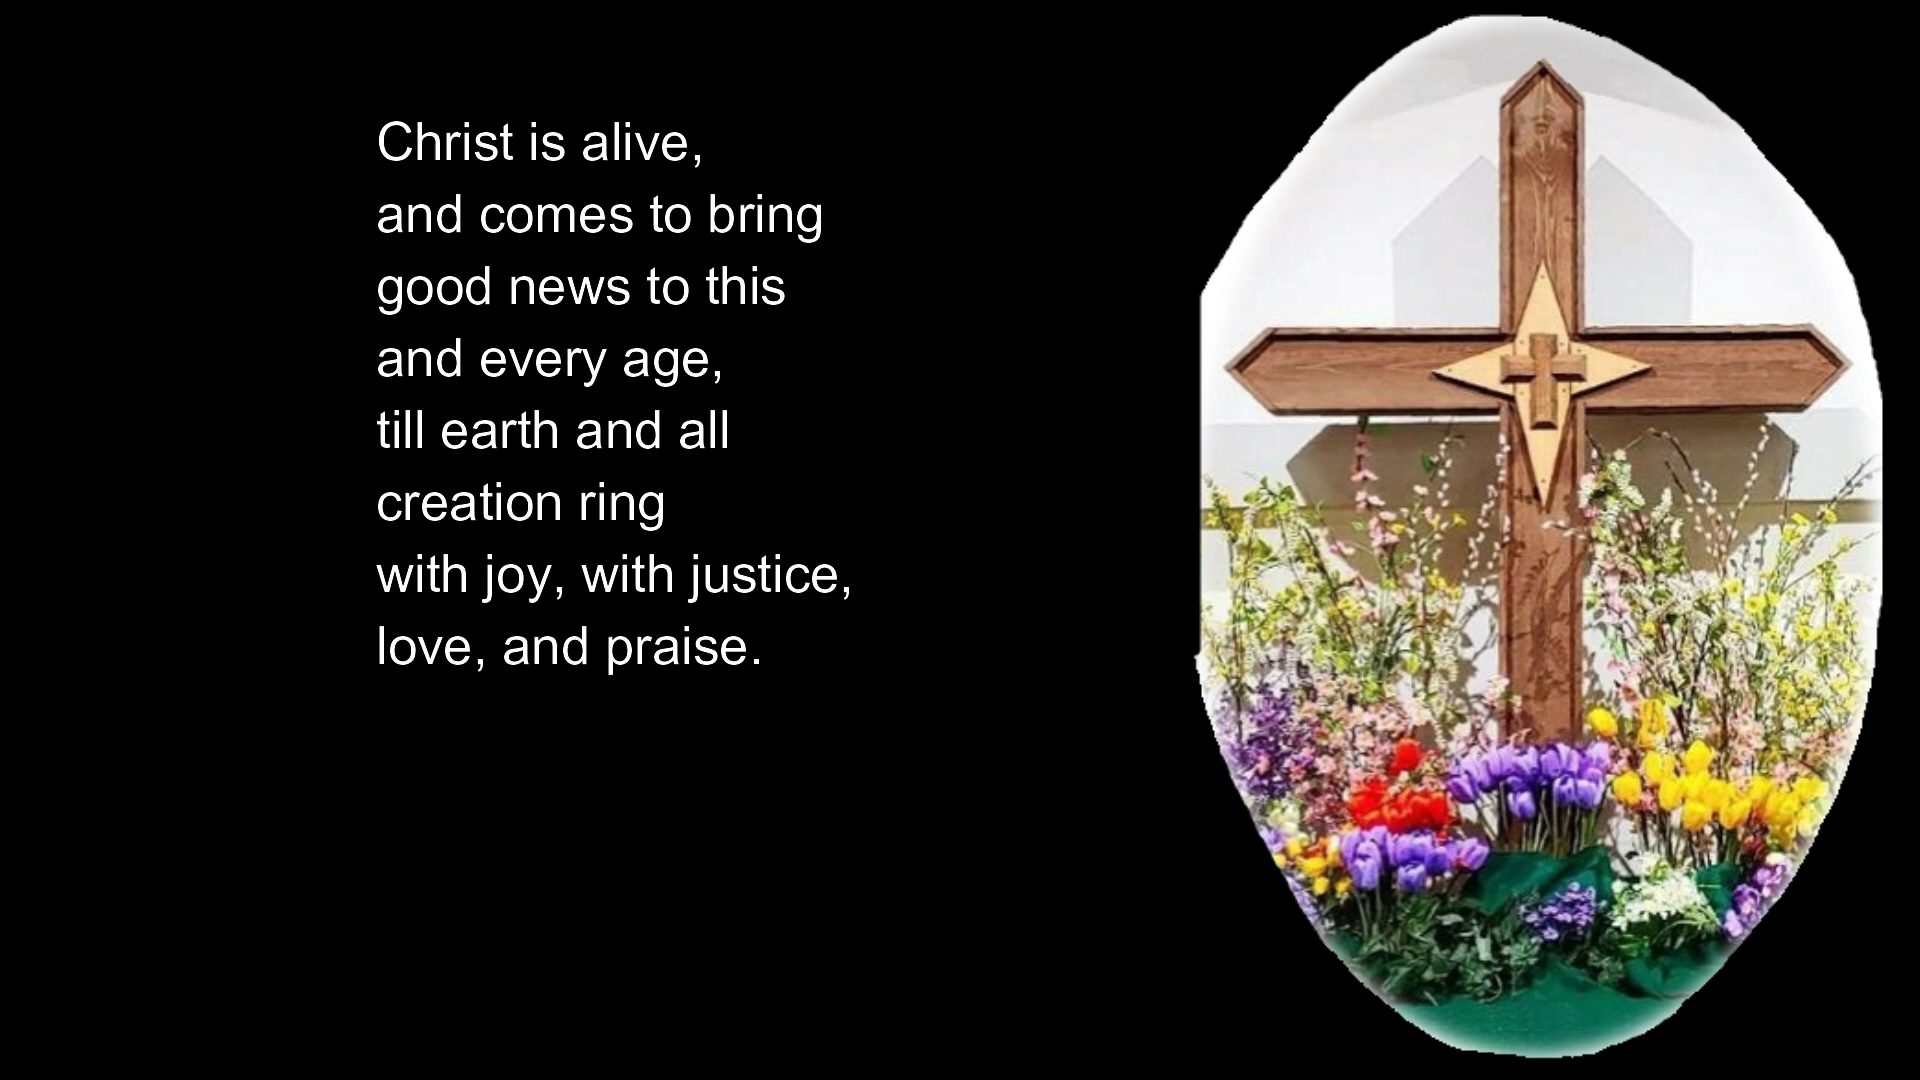 Christ is alive,
and comes to bring
good news to this
and every age,
till earth and all
creation ring
with joy, with justice,
love, and praise.